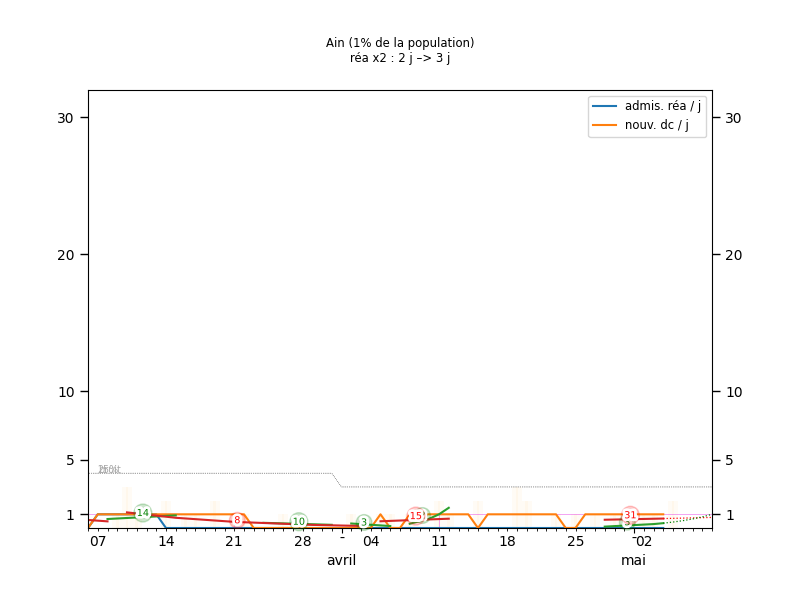 Ain (1% de la population)
réa x2 : 2 j –> 3 j
admis. réa / j
nouv. dc / j
30 30
20 20
10 10
5 5
1 1
14 8 10 3 15 31
07 14 21 28 - 04 11 18 25 -02
avril mai